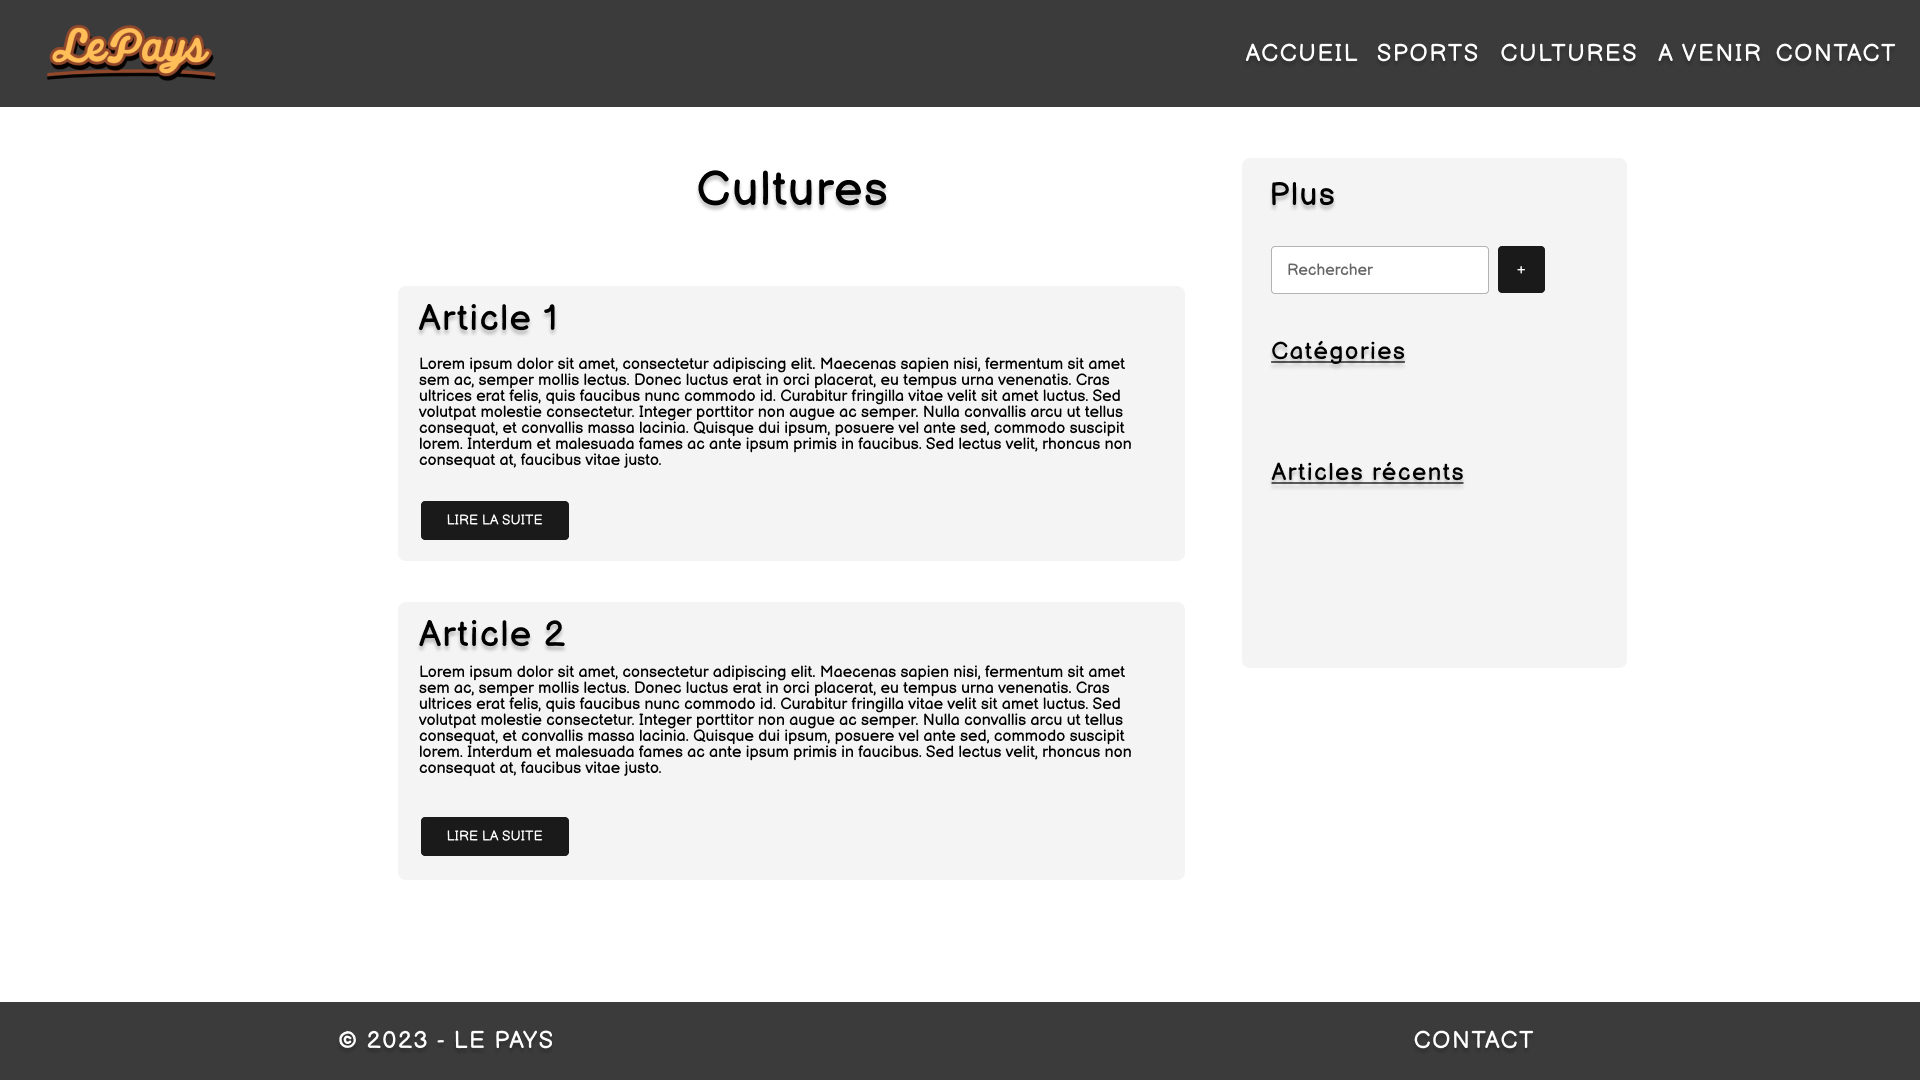 LePays
ACCUEIL SPORTS CULTURES A VENIR CONTACT
Cultures
Article 1
Lorem ipsum dolor sit amet, consectetur adipiscing elit. Maecenas sapien nisi, fermentum sit amet
sem ac, semper mollis lectus. Donec luctus erat in orci placerat, eu tempus urna venenatis. Cras
ultrices erat felis, quis faucibus nunc commodo id. Curabitur fringilla vitae velit sit amet luctus. Sed
volutpat molestie consectetur. Integer porttitor non augue ac semper. Nulla convallis arcu ut tellus
consequat, et convallis massa lacinia. Quisque dui ipsum, posuere vel ante sed, commodo suscipit
lorem. Interdum et malesuada fames ac ante ipsum primis in faucibus. Sed lectus velit, rhoncus non
consequat at, faucibus vitae justo.
LIRE LA SUITE
Article 2
Lorem ipsum dolor sit amet, consectetur adipiscing elit. Maecenas sapien nisi, fermentum sit amet
sem ac, semper mollis lectus. Donec luctus erat in orci placerat, eu tempus urna venenatis. Cras
ultrices erat felis, quis faucibus nunc commodo id. Curabitur fringilla vitae velit sit amet luctus. Sed
volutpat molestie consectetur. Integer porttitor non augue ac semper. Nulla convallis arcu ut tellus
consequat, et convallis massa lacinia. Quisque dui ipsum, posuere vel ante sed, commodo suscipit
lorem. Interdum et malesuada fames ac ante ipsum primis in faucibus. Sed lectus velit, rhoncus non
consequat at, faucibus vitae justo.
LIRE LA SUITE
Plus
Rechercher +
Catégories
Articles récents
© 2023 - LE PAYS
CONTACT